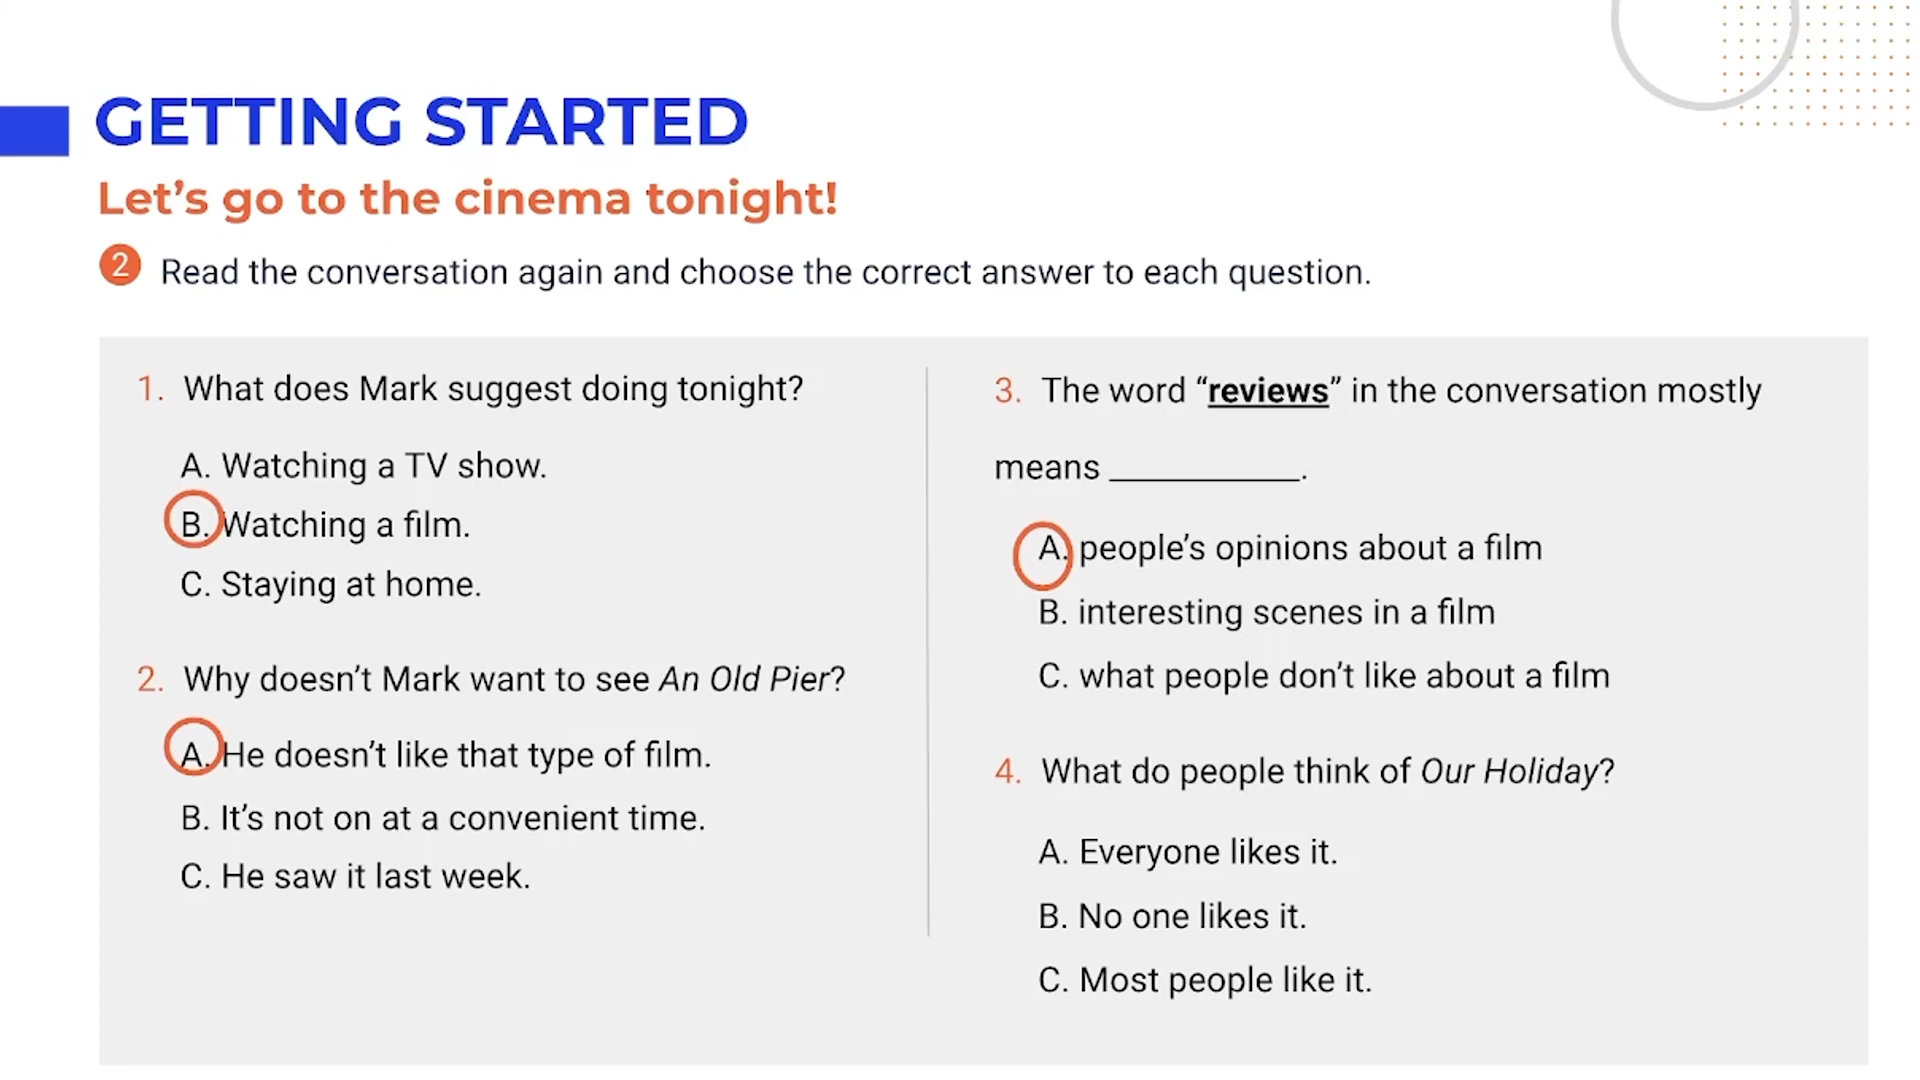 GETTING STARTED
Let's go to the cinema tonight!
2 Read the conversation again and choose the correct answer to each question.
1. What does Mark suggest doing tonight?
A. Watching a TV show.
B. Watching a film.
C. Staying at home.
2. Why doesn't Mark want to see An Old Pier?
A. He doesn't like that type of film.
B. It's not on at a convenient time.
C. He saw it last week.
3. The word “reviews” in the conversation mostly
means __________.
A. people's opinions about a film
B. interesting scenes in a film
C. what people don't like about a film
4. What do people think of Our Holiday?
A. Everyone likes it.
B. No one likes it.
C. Most people like it.